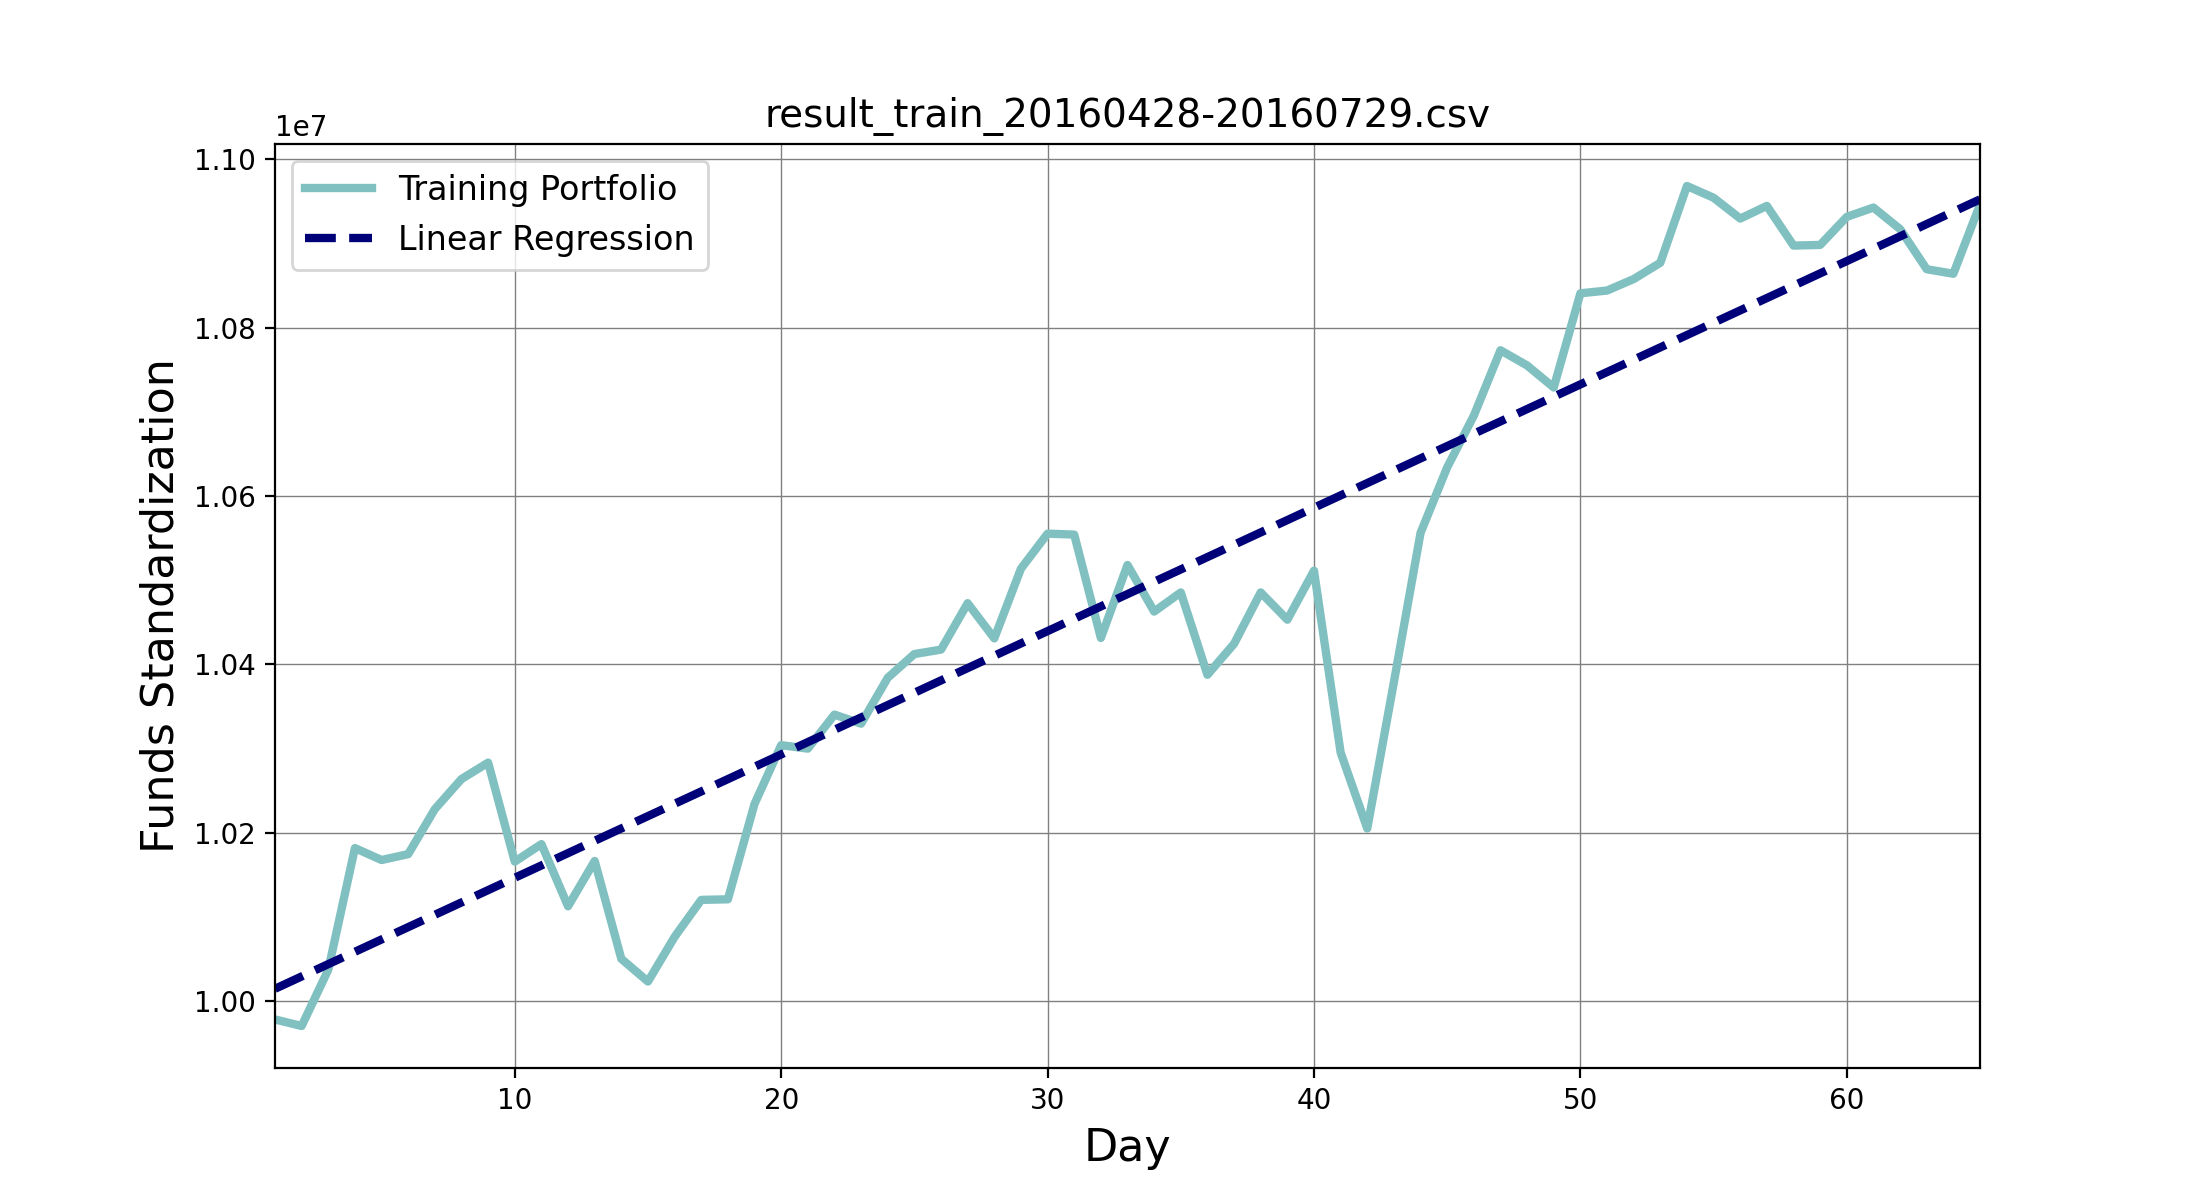 result_train_20160428-20160729.csv
1e7
Training Portfolio
Linear Regression
1.10
1.08
1.06
1.04
1.02
1.00
Funds Standardization
10 20 30 40 50 60
Day